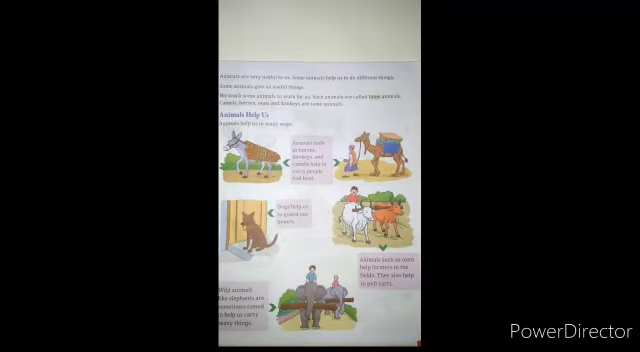 Animals are very useful to us. Some animals help us to do different things.
Some animals give us useful things.
We teach some animals to work for us. Such animals are called tame animals.
Camels, horses, oxen and donkeys are tame animals.
Animals Help Us
Animals help us in many ways.
Animals such
as horses,
donkeys, and
camels help to
carry people
and load.
Dogs help us
to guard our
homes.
Animals such as oxen
help farmers in the
fields. They also help
to pull carts.
Wild animals
like elephants are
sometimes tamed
to help us carry
many things.
PowerDirector